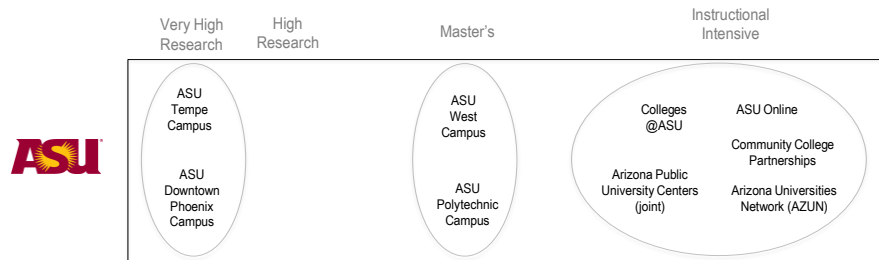 Very High
Research
High
Research
Master's
Instructional
Intensive
ASU
ASU
Tempe
Campus
ASU
Downtown
Phoenix
Campus
ASU
West
Campus
ASU
Polytechnic
Campus
Colleges
@ASU
ASU Online
Community College
Partnerships
Arizona Public
University Centers
(joint)
Arizona Universities
Network (AZUN)